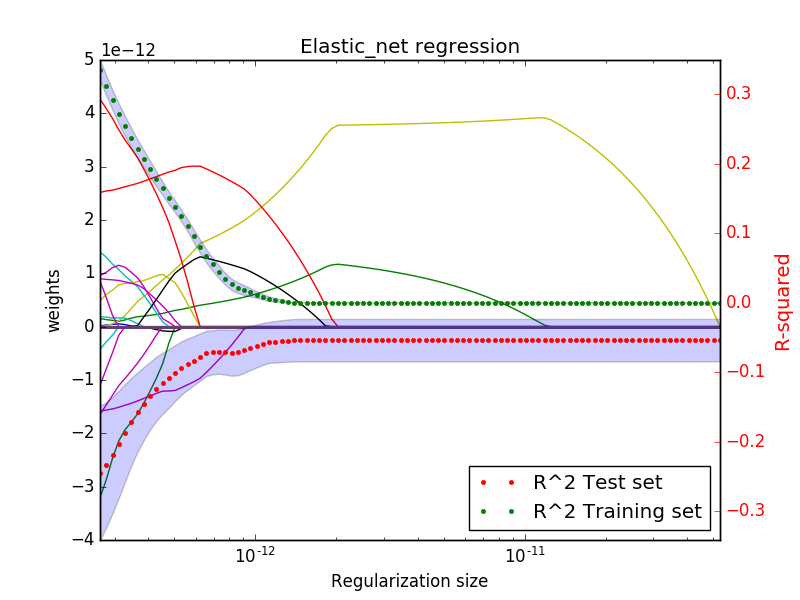 Elastic_net regression
1e−12
5
4
3
2
1
0
−1
−2
−3
−4
weights
0.3
0.2
0.1
0.0
−0.1
−0.2
−0.3
R-squared
R^2 Test set
R^2 Training set
10^-12
10^-11
Regularization size